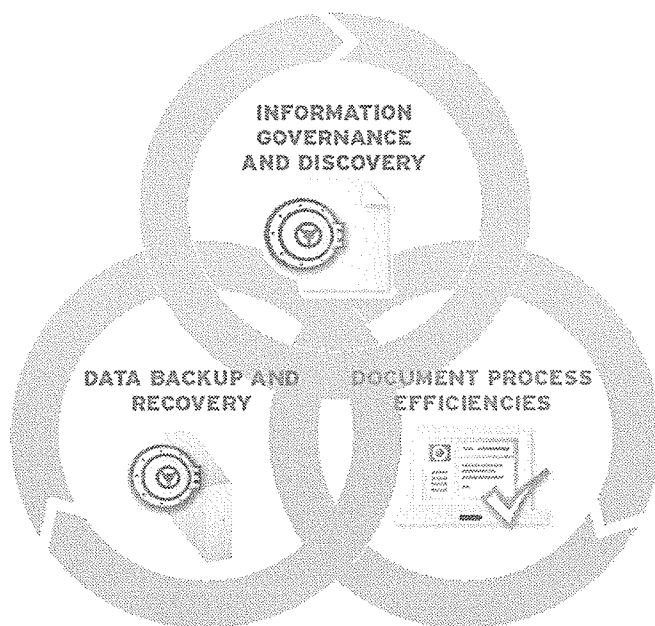 INFORMATION
GOVERNANCE
AND DISCOVERY
DATA BACKUP AND
RECOVERY
DOCUMENT PROCESS
EFFICIENCIES